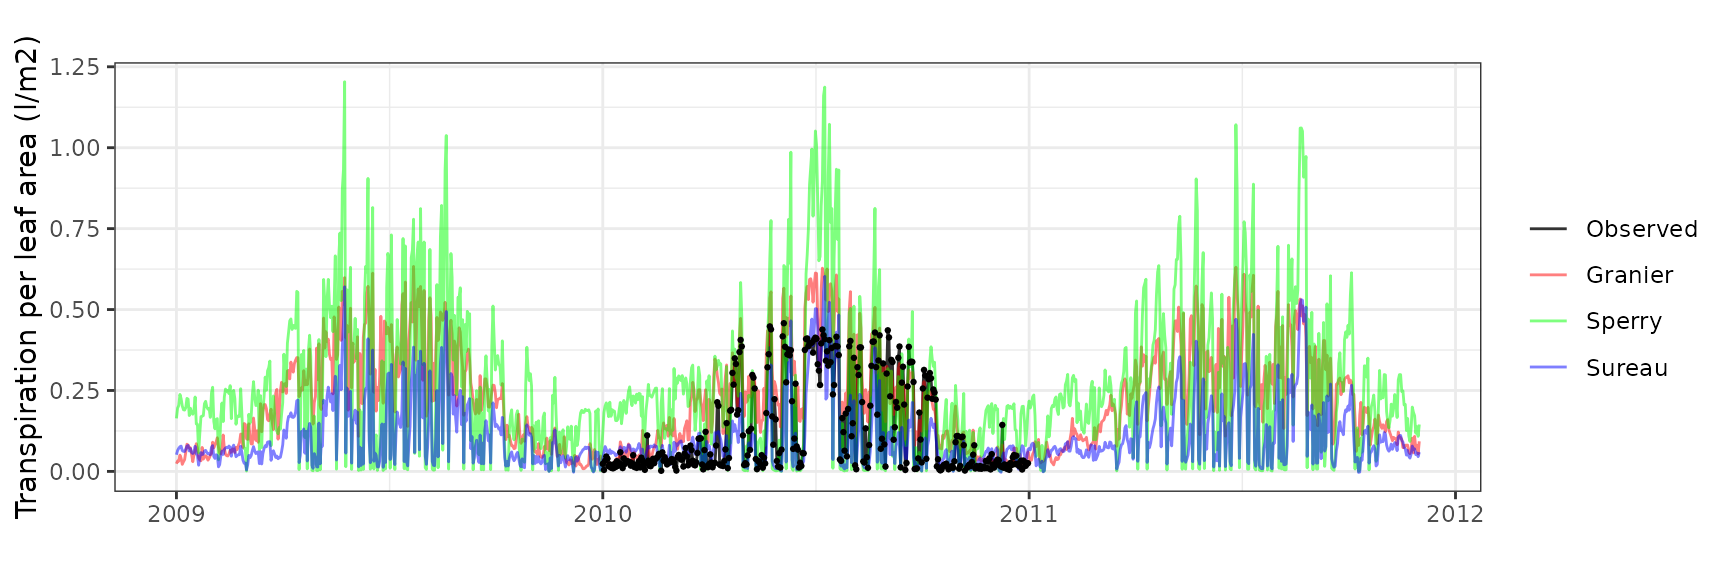 Transpiration per leaf area (l/m2)
1.25
1.00
0.75
0.50
0.25
0.00
2009
2010
2011
2012
Observed
Granier
Sperry
Sureau